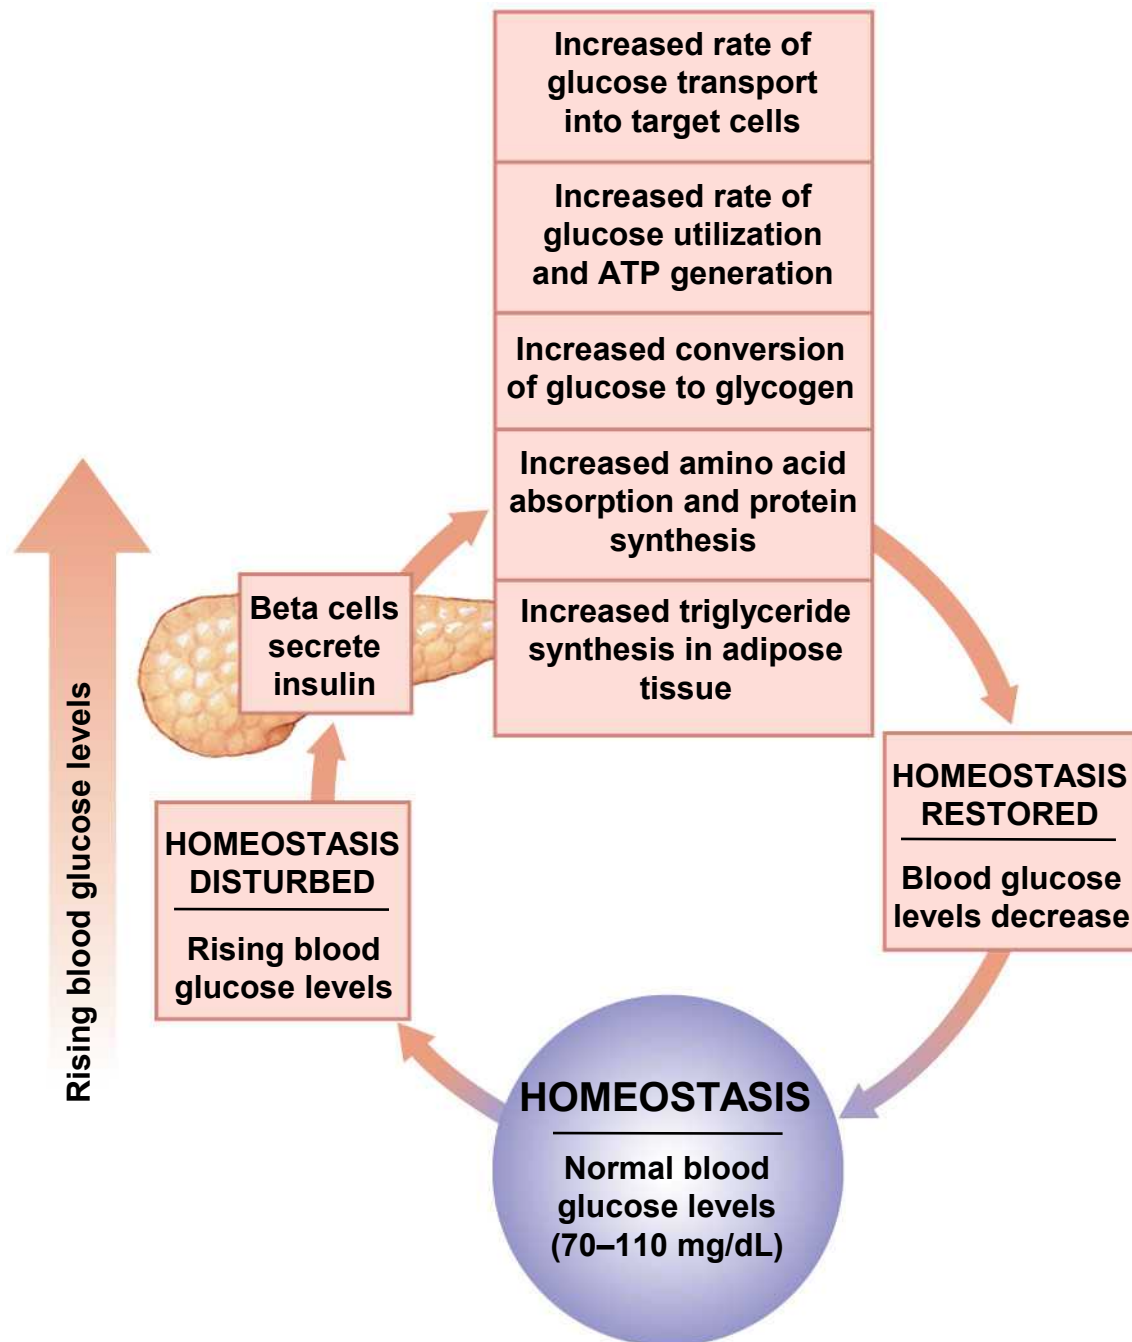 Increased rate of
glucose transport
into target cells
Increased rate of
glucose utilization
and ATP generation
Increased conversion
of glucose to glycogen
Increased amino acid
absorption and protein
synthesis
Increased triglyceride
synthesis in adipose
tissue
Beta cells
secrete
insulin
Rising blood glucose levels
HOMEOSTASIS
DISTURBED
Rising blood
glucose levels
HOMEOSTASIS
RESTORED
Blood glucose
levels decrease
HOMEOSTASIS
Normal blood
glucose levels
(70–110 mg/dL)